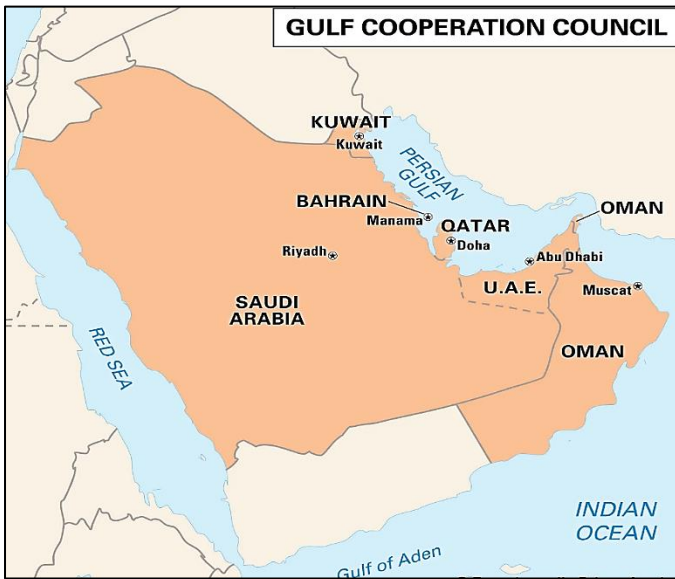 GULF COOPERATION COUNCIL
KUWAIT
Kuwait
PERSIAN
GULF
BAHRAIN
Manama
QATAR
Doha
OMAN
Riyadh
Abu Dhabi
U.A.E.
Muscat
SAUDI
ARABIA
RED SEA
OMAN
INDIAN
OCEAN
Gulf of Aden